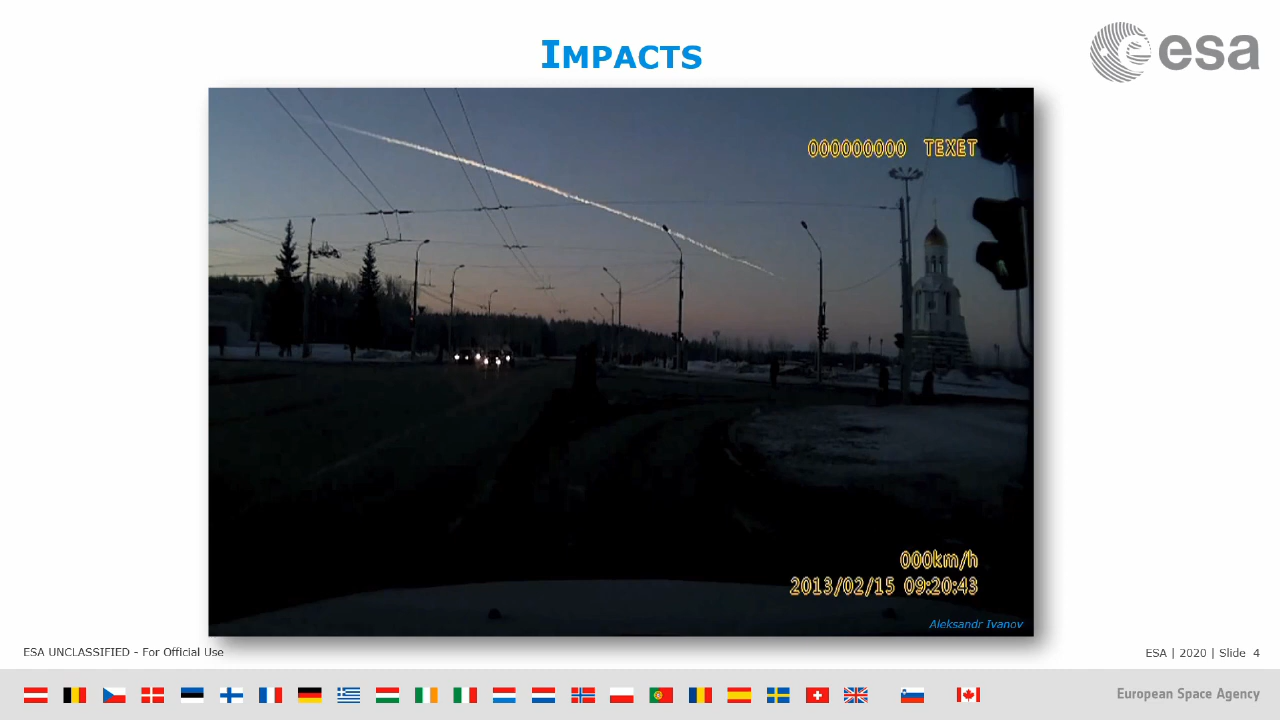 IMPACTS
esa
000000000 TEXET
000km/h
2013/02/15 09:20:43
Aleksandr Ivanov
ESA UNCLASSIFIED - For Official Use
ESA | 2020 | Slide 4
European Space Agency